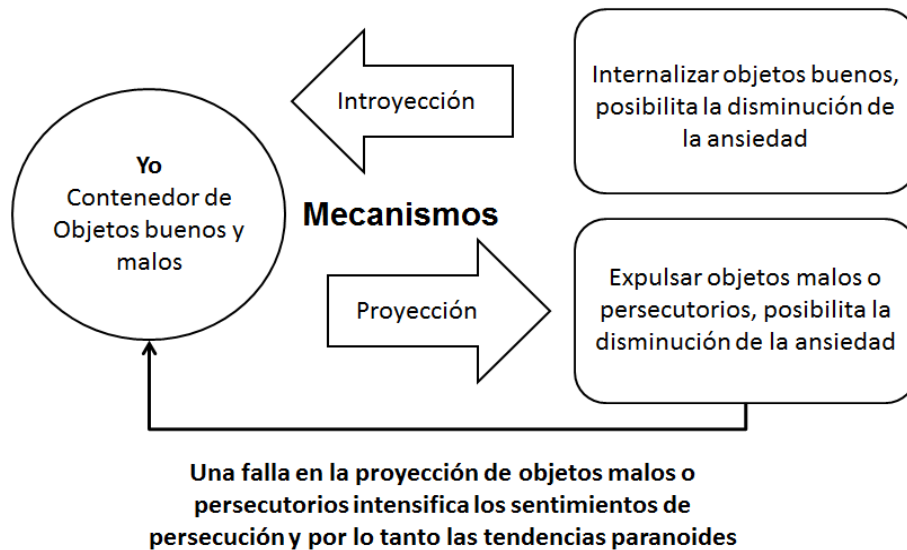 Yo
Contenedor de
Objetos buenos y
malos
Introyección
Internalizar objetos buenos,
posibilita la disminución de
la ansiedad
Mecanismos
Proyección
Expulsar objetos malos o
persecutorios, posibilita la
disminución de la ansiedad
Una falla en la proyección de objetos malos o
persecutorios intensifica los sentimientos de
persecución y por lo tanto las tendencias paranoides